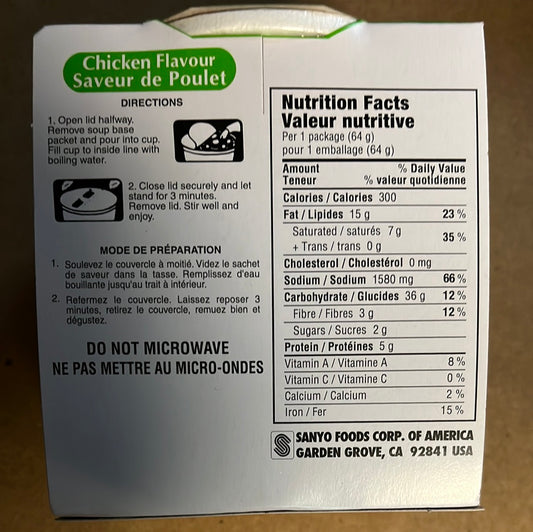 Chicken Flavour
Saveur de Poulet
DIRECTIONS
1. Open lid halfway.
Remove soup base
packet and pour into cup.
Fill cup to inside line with
boiling water.
2. Close lid securely and let
stand for 3 minutes.
Remove lid. Stir well and
enjoy.
MODE DE PRÉPARATION
1. Soulevez le couvercle à moitié. Videz le sachet
de saveur dans la tasse. Remplissez d'eau
bouillante jusqu'au trait à intérieur.
2. Refermez le couvercle. Laissez reposer 3
minutes, retirez le couvercle, remuez bien et
dégustez.
DO NOT MICROWAVE
NE PAS METTRE AU MICRO-ONDES
Nutrition Facts
Valeur nutritive
Per 1 package (64 g)
pour 1 emballage (64 g)
Amount % Daily Value
Teneur % valeur quotidienne
Calories / Calories 300
Fat / Lipides 15 g 23 %
Saturated / saturés 7 g
+ Trans / trans 0 g 35 %
Cholesterol / Cholestérol 0 mg
Sodium / Sodium 1580 mg 66 %
Carbohydrate / Glucides 36 g 12 %
Fibre / Fibres 3 g 12 %
Sugars / Sucres 2 g
Protein / Protéines 5 g
Vitamin A / Vitamine A 8 %
Vitamin C / Vitamine C 0 %
Calcium / Calcium 2 %
Iron / Fer 15 %
SANYO FOODS CORP. OF AMERICA
GARDEN GROVE, CA 92841 USA